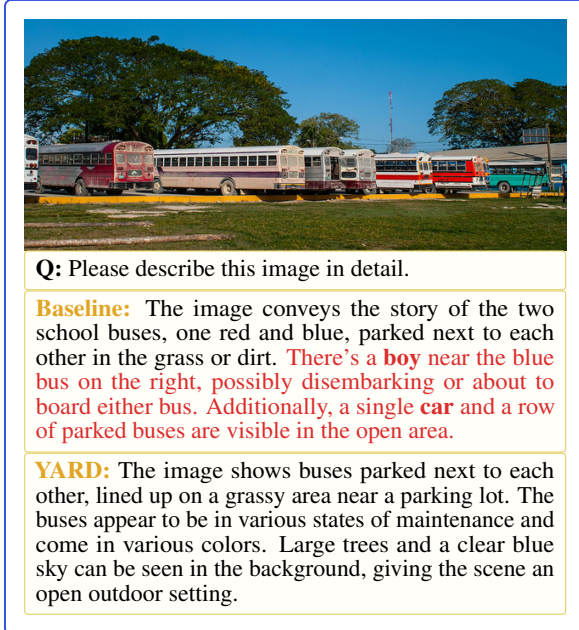 Q: Please describe this image in detail.
Baseline: The image conveys the story of the two
school buses, one red and blue, parked next to each
other in the grass or dirt. There's a boy near the blue
bus on the right, possibly disembarking or about to
board either bus. Additionally, a single car and a row
of parked buses are visible in the open area.
YARD: The image shows buses parked next to each
other, lined up on a grassy area near a parking lot. The
buses appear to be in various states of maintenance and
come in various colors. Large trees and a clear blue
sky can be seen in the background, giving the scene an
open outdoor setting.